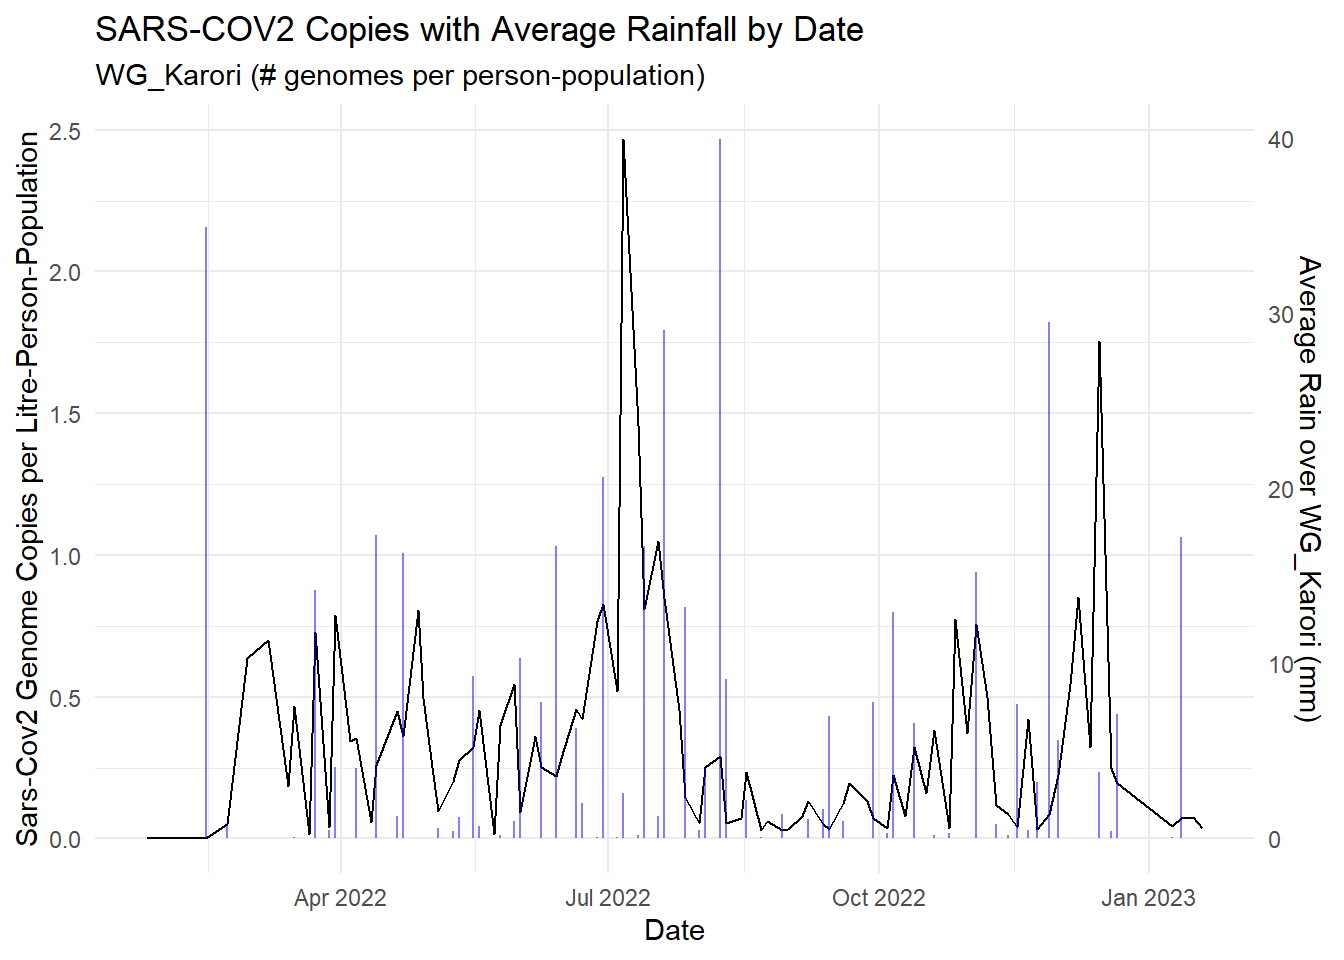 SARS-COV2 Copies with Average Rainfall by Date
WG_Karori (# genomes per person-population)
Sars-Cov2 Genome Copies per Litre-Person-Population
2.5
2.0
1.5
1.0
0.5
0.0
40
30
20
10
0
Average Rain over WG_Karori (mm)
Apr 2022
Jul 2022
Oct 2022
Jan 2023
Date